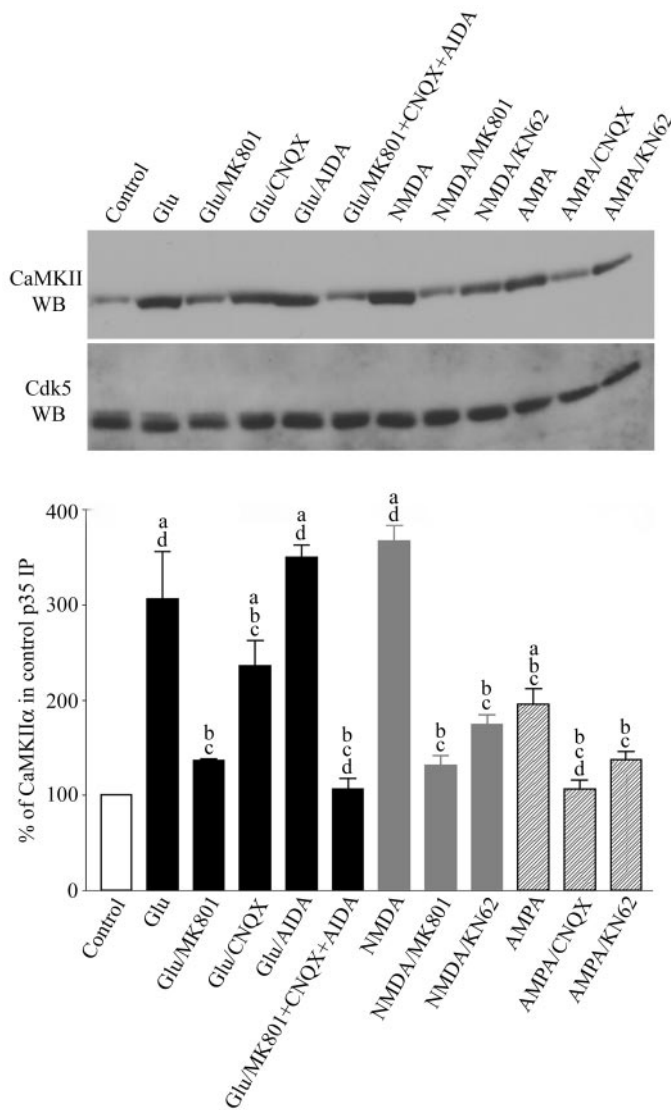 Control
Glu
Glu/MK801
Glu/CNQX
Glu/AIDA
Glu/MK801+CNQX+AIDA
NMDA
NMDA/MK801
NMDA/KN62
AMPA
AMPA/CNQX
AMPA/KN62
CaMKII
WB
Cdk5
WB
% of CaMKIIα in control p35 IP
400
300
200
100
0
a
d
b
c
a
b
c
a
d
b
c
d
a
d
b
c
b
c
a
b
c
b
c
d
b
c
Control
Glu
Glu/MK801
Glu/CNQX
Glu/AIDA
Glu/MK801+CNQX+AIDA
NMDA
NMDA/MK801
NMDA/KN62
AMPA
AMPA/CNQX
AMPA/KN62